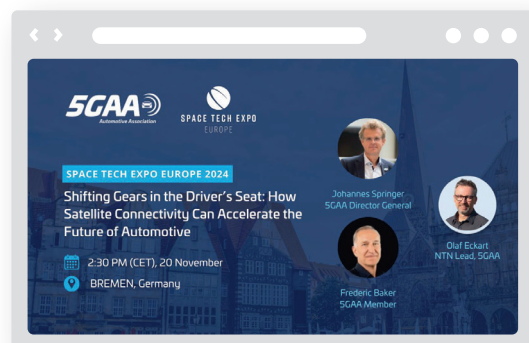 5GAA
Automotive Association
SPACE TECH EXPO
EUROPE
SPACE TECH EXPO EUROPE 2024
Shifting Gears in the Driver's Seat: How
Satellite Connectivity Can Accelerate the
Future of Automotive
2:30 PM (CET), 20 November
BREMEN, Germany
Johannes Springer
5GAA Director General
Olaf Eckart
NTN Lead, 5GAA
Frederic Baker
5GAA Member